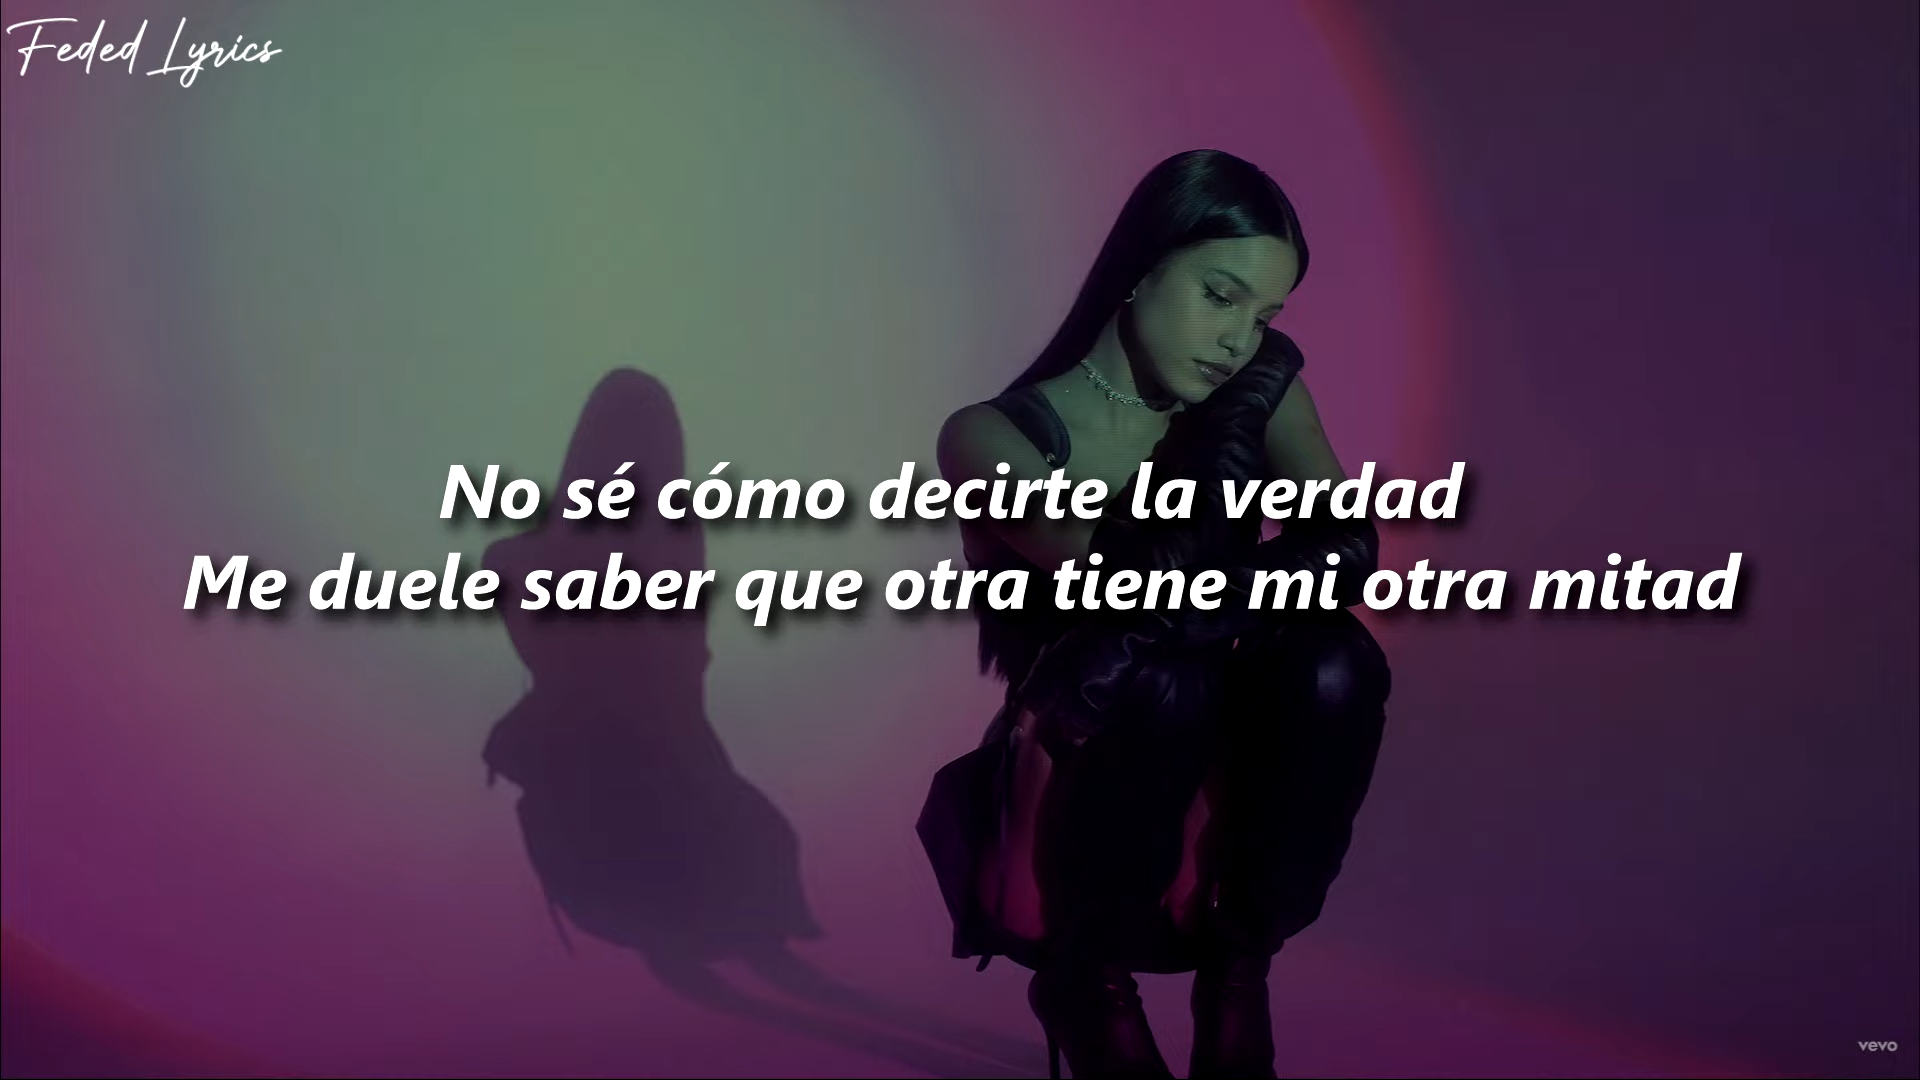 Feded Lyrics
No sé cómo decirte la verdad
Me duele saber que otra tiene mi otra mitad
vevo